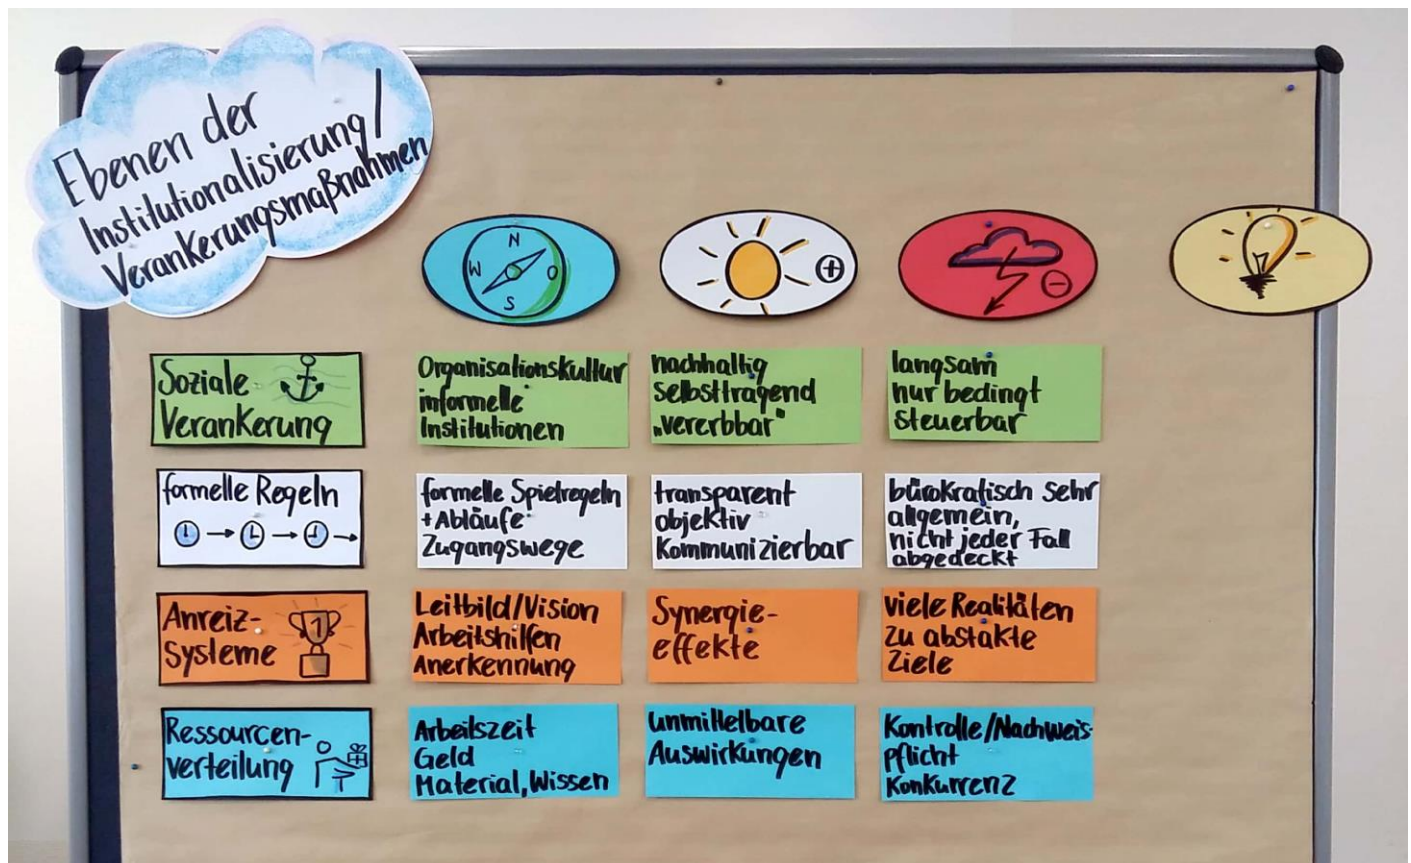 Ebenen der
Institutionalisierung/
Verankerungsmaßnahmen
N
W O
S
+
-
Soziale
Verankerung
Organisationskultur
informelle
Institutionen
nachhaltig
selbsttragend
„vererbbar"
langsam
nur bedingt
steuerbar
formelle Regeln
formelle Spielregeln
+ Abläufe
Zugangswege
transparent
objektiv
kommunizierbar
bürokratisch sehr
allgemein,
nicht jeder Fall
abgedeckt
Anreiz-
systeme
1
Leitbild/Vision
Arbeitshilfen
Anerkennung
Synergie-
effekte
viele Realitäten
zu abstakte
Ziele
Ressourcen-
verteilung
Arbeitszeit
Geld
Material, Wissen
unmittelbare
Auswirkungen
Kontrolle/Nachweis-
pflicht
Konkurrenz